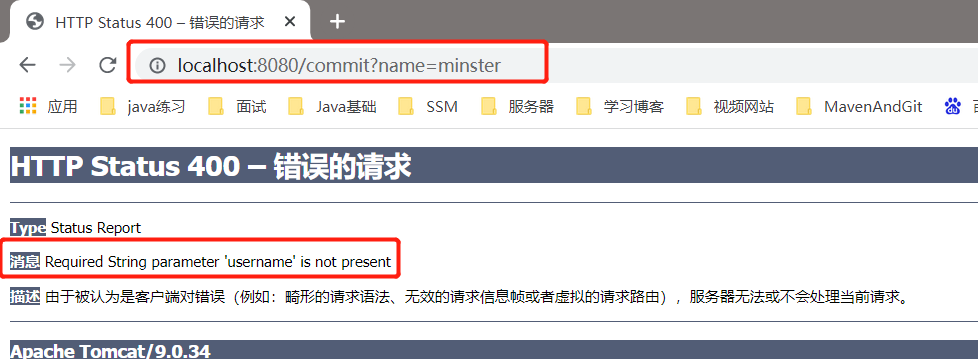 HTTP Status 400 – 错误的请求
localhost:8080/commit?name=minster
应用 java练习 面试 Java基础 SSM 服务器 学习博客 视频网站 MavenAndGit
HTTP Status 400 – 错误的请求
Type Status Report
消息 Required String parameter 'username' is not present
描述 由于被认为是客户端对错误（例如：畸形的请求语法、无效的请求信息帧或者虚拟的请求路由），服务器无法或不会处理当前请求。
Apache Tomcat/9.0.34